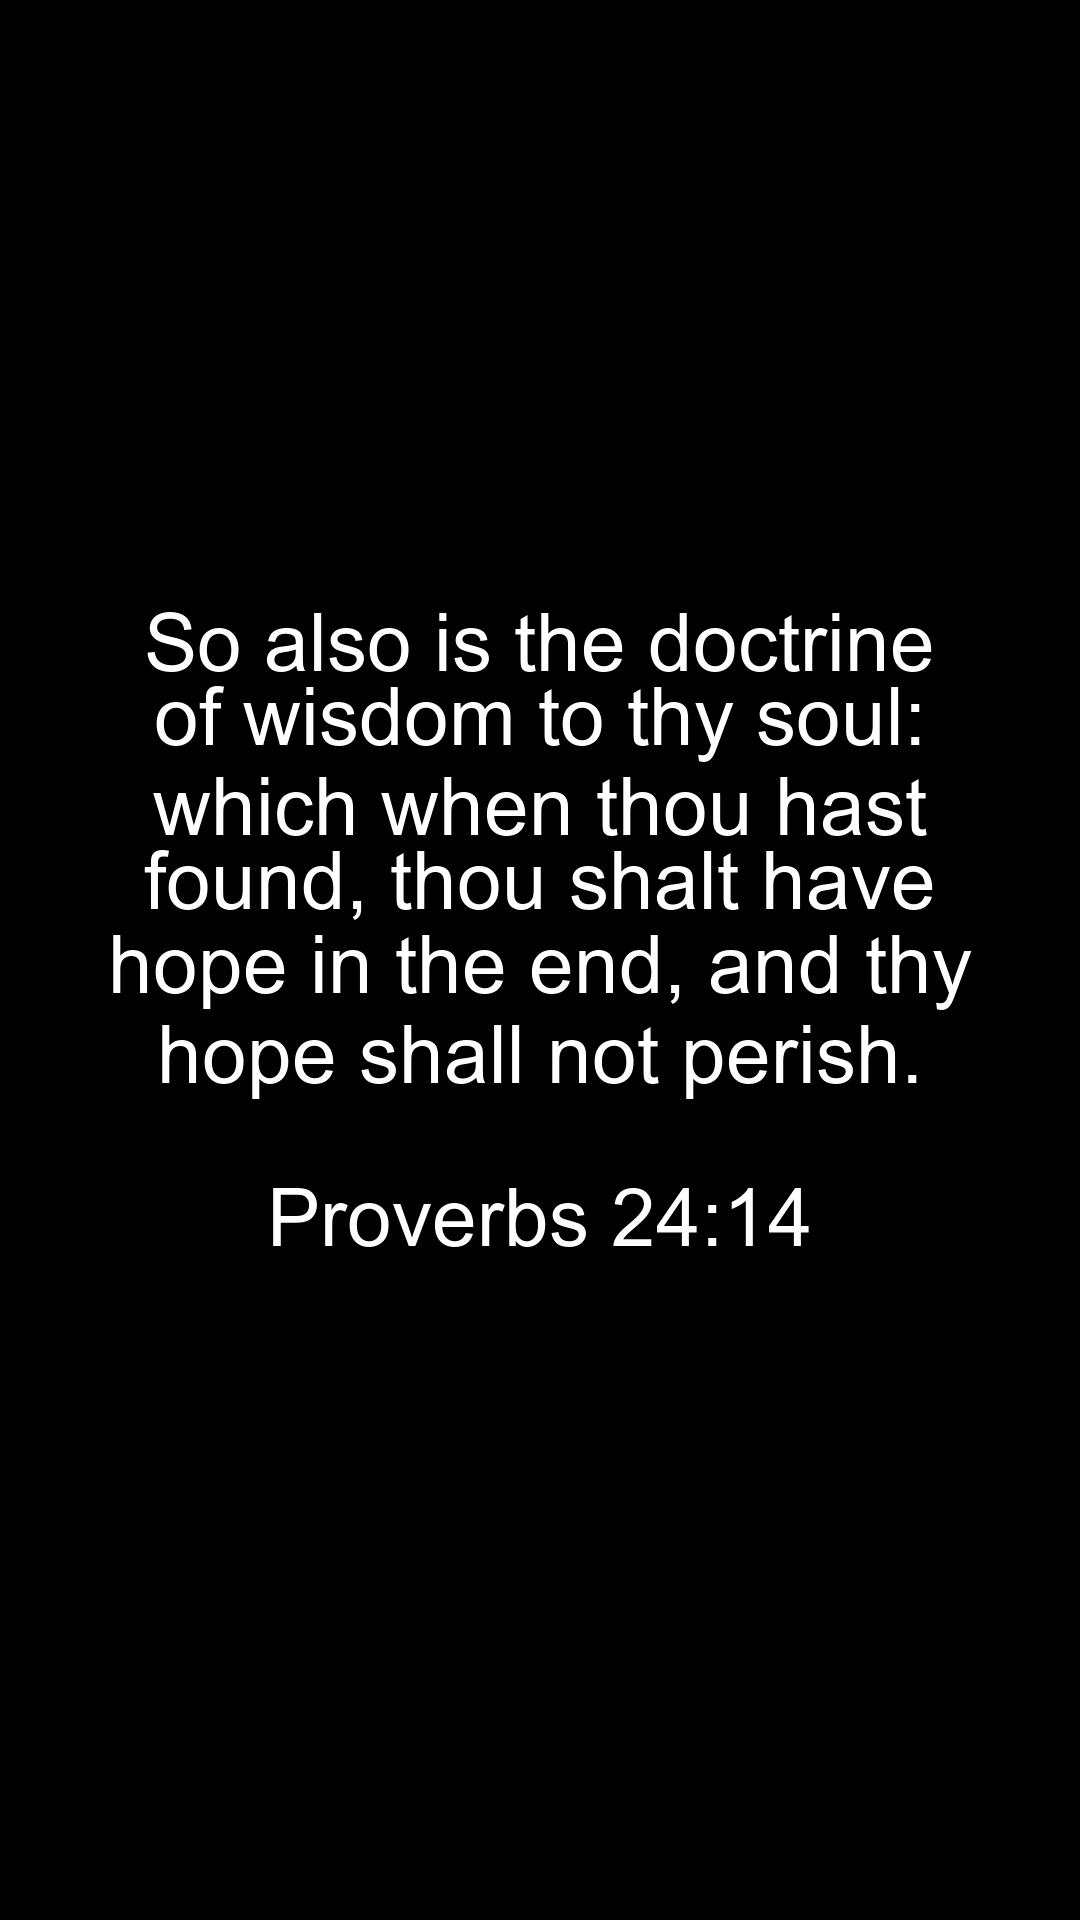 So also is the doctrine
of wisdom to thy soul:
which when thou hast
found, thou shalt have
hope in the end, and thy
hope shall not perish.
Proverbs 24:14